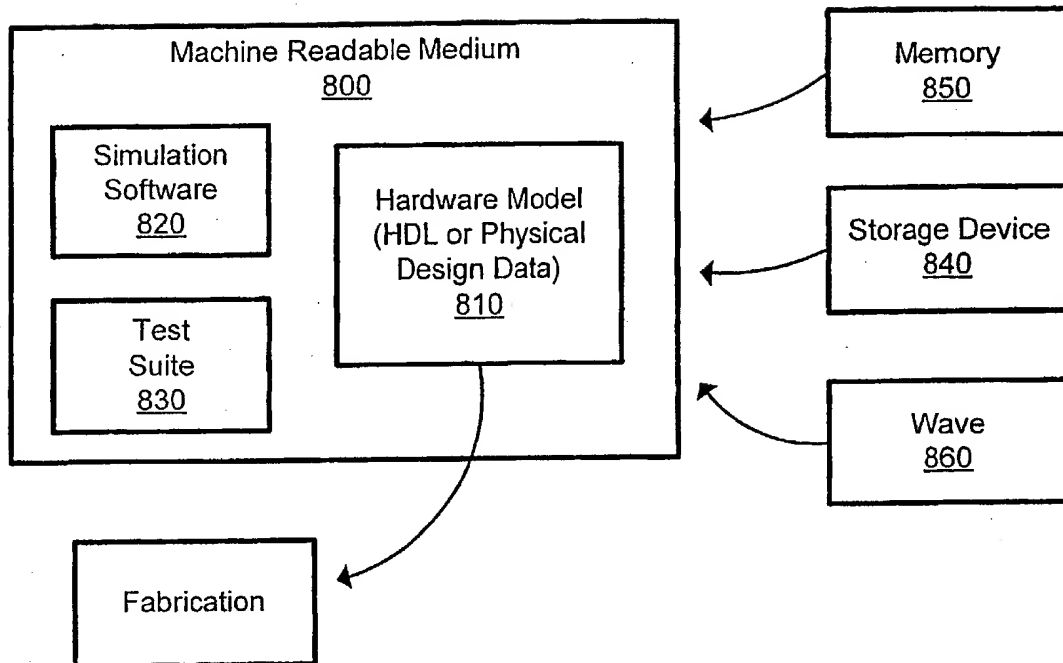 Machine Readable Medium
800
Simulation
Software
820
Test
Suite
830
Hardware Model
(HDL or Physical
Design Data)
810
Memory
850
Storage Device
840
Wave
860
Fabrication